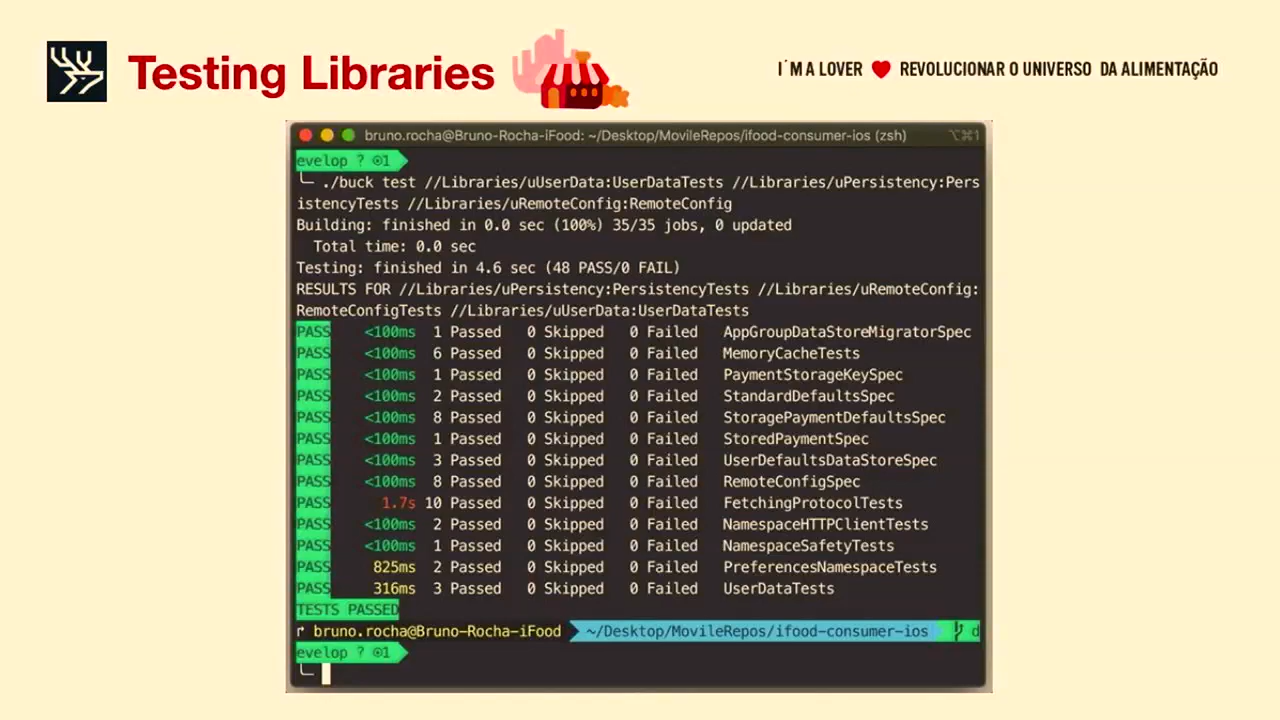 Testing Libraries
I´M A LOVER ❤ REVOLUCIONAR O UNIVERSO DA ALIMENTAÇÃO
bruno.rocha@Bruno-Rocha-iFood: ~/Desktop/MovileRepos/ifood-consumer-ios (zsh)
⌥⌘1
evelop ? ⊙1
./buck test //Libraries/uUserData:UserDataTests //Libraries/uPersistency:Pers
istencyTests //Libraries/uRemoteConfig:RemoteConfig
Building: finished in 0.0 sec (100%) 35/35 jobs, 0 updated
Total time: 0.0 sec
Testing: finished in 4.6 sec (48 PASS/0 FAIL)
RESULTS FOR //Libraries/uPersistency:PersistencyTests //Libraries/uRemoteConfig:
RemoteConfigTests //Libraries/uUserData:UserDataTests
PASS <100ms 1 Passed 0 Skipped 0 Failed AppGroupDataStoreMigratorSpec
PASS <100ms 6 Passed 0 Skipped 0 Failed MemoryCacheTests
PASS <100ms 1 Passed 0 Skipped 0 Failed PaymentStorageKeySpec
PASS <100ms 2 Passed 0 Skipped 0 Failed StandardDefaultsSpec
PASS <100ms 8 Passed 0 Skipped 0 Failed StoragePaymentDefaultsSpec
PASS <100ms 1 Passed 0 Skipped 0 Failed StoredPaymentSpec
PASS <100ms 3 Passed 0 Skipped 0 Failed UserDefaultsDataStoreSpec
PASS <100ms 8 Passed 0 Skipped 0 Failed RemoteConfigSpec
PASS 1.7s 10 Passed 0 Skipped 0 Failed FetchingProtocolTests
PASS <100ms 2 Passed 0 Skipped 0 Failed NamespaceHTTPClientTests
PASS <100ms 1 Passed 0 Skipped 0 Failed NamespaceSafetyTests
PASS 825ms 2 Passed 0 Skipped 0 Failed PreferencesNamespaceTests
PASS 316ms 3 Passed 0 Skipped 0 Failed UserDataTests
TESTS PASSED
bruno.rocha@Bruno-Rocha-iFood ~/Desktop/MovileRepos/ifood-consumer-ios d
evelop ? ⊙1